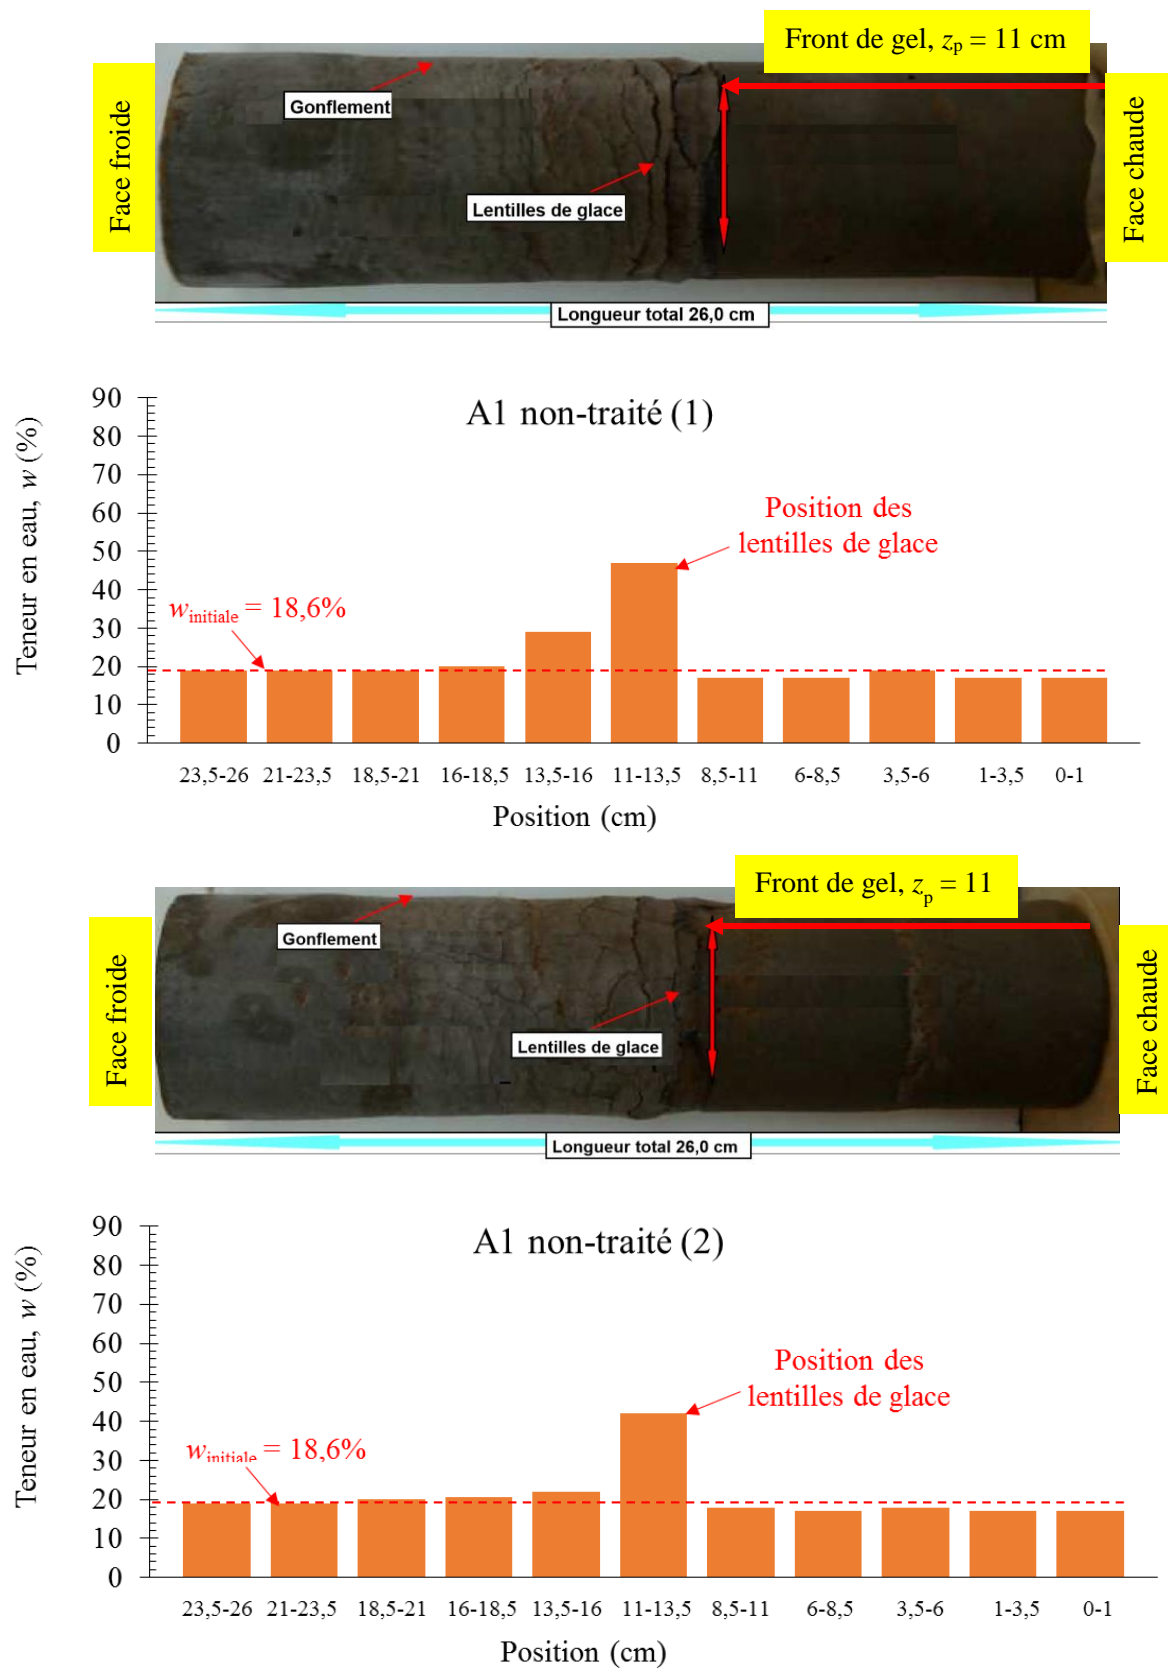 Front de gel, zp = 11 cm
Face froide
Gonflement
Lentilles de glace
Face chaude
Longueur total 26,0 cm
A1 non-traité (1)
Teneur en eau, w (%)
90
80
70
60
50
40
30
20
10
0
Position des
lentilles de glace
winitiale = 18,6%
23,5-26 21-23,5 18,5-21 16-18,5 13,5-16 11-13,5 8,5-11 6-8,5 3,5-6 1-3,5 0-1
Position (cm)
Front de gel, zp = 11
Face froide
Gonflement
Lentilles de glace
Face chaude
Longueur total 26,0 cm
A1 non-traité (2)
Teneur en eau, w (%)
90
80
70
60
50
40
30
20
10
0
Position des
lentilles de glace
winitiale = 18,6%
23,5-26 21-23,5 18,5-21 16-18,5 13,5-16 11-13,5 8,5-11 6-8,5 3,5-6 1-3,5 0-1
Position (cm)